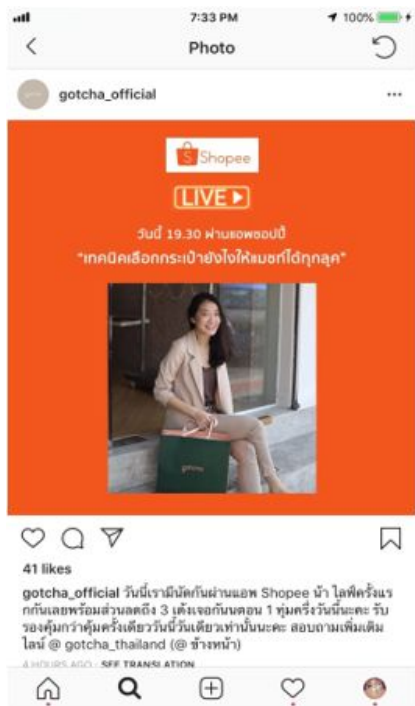 7:33 PM
100%
Photo
gotcha_official
Shopee
LIVE
วันนี้ 19.30 ผ่านแอพชอปปี้
"เทคนิคเลือกกระเป๋ายังไงให้แมชท์ได้ทุกลุค"
41 likes
gotcha_official วันนี้เรามีนัดกันผ่านแอพ Shopee น้า ไลฟ์ครั้งแร
กกันเลยพร้อมส่วนลดถึง 3 เด้งเจอกันนตอน 1 ทุ่มครึ่งวันนี้นะคะ รับ
รองคุ้มกว่าคุ้มครั้งเดียววันนี้วันเดียวเท่านั้นนะคะ สอบถามเพิ่มเติม
ไลน์ @ gotcha_thailand (@ ข้างหน้า)
4 HOURS AGO · SEE TRANSLATION